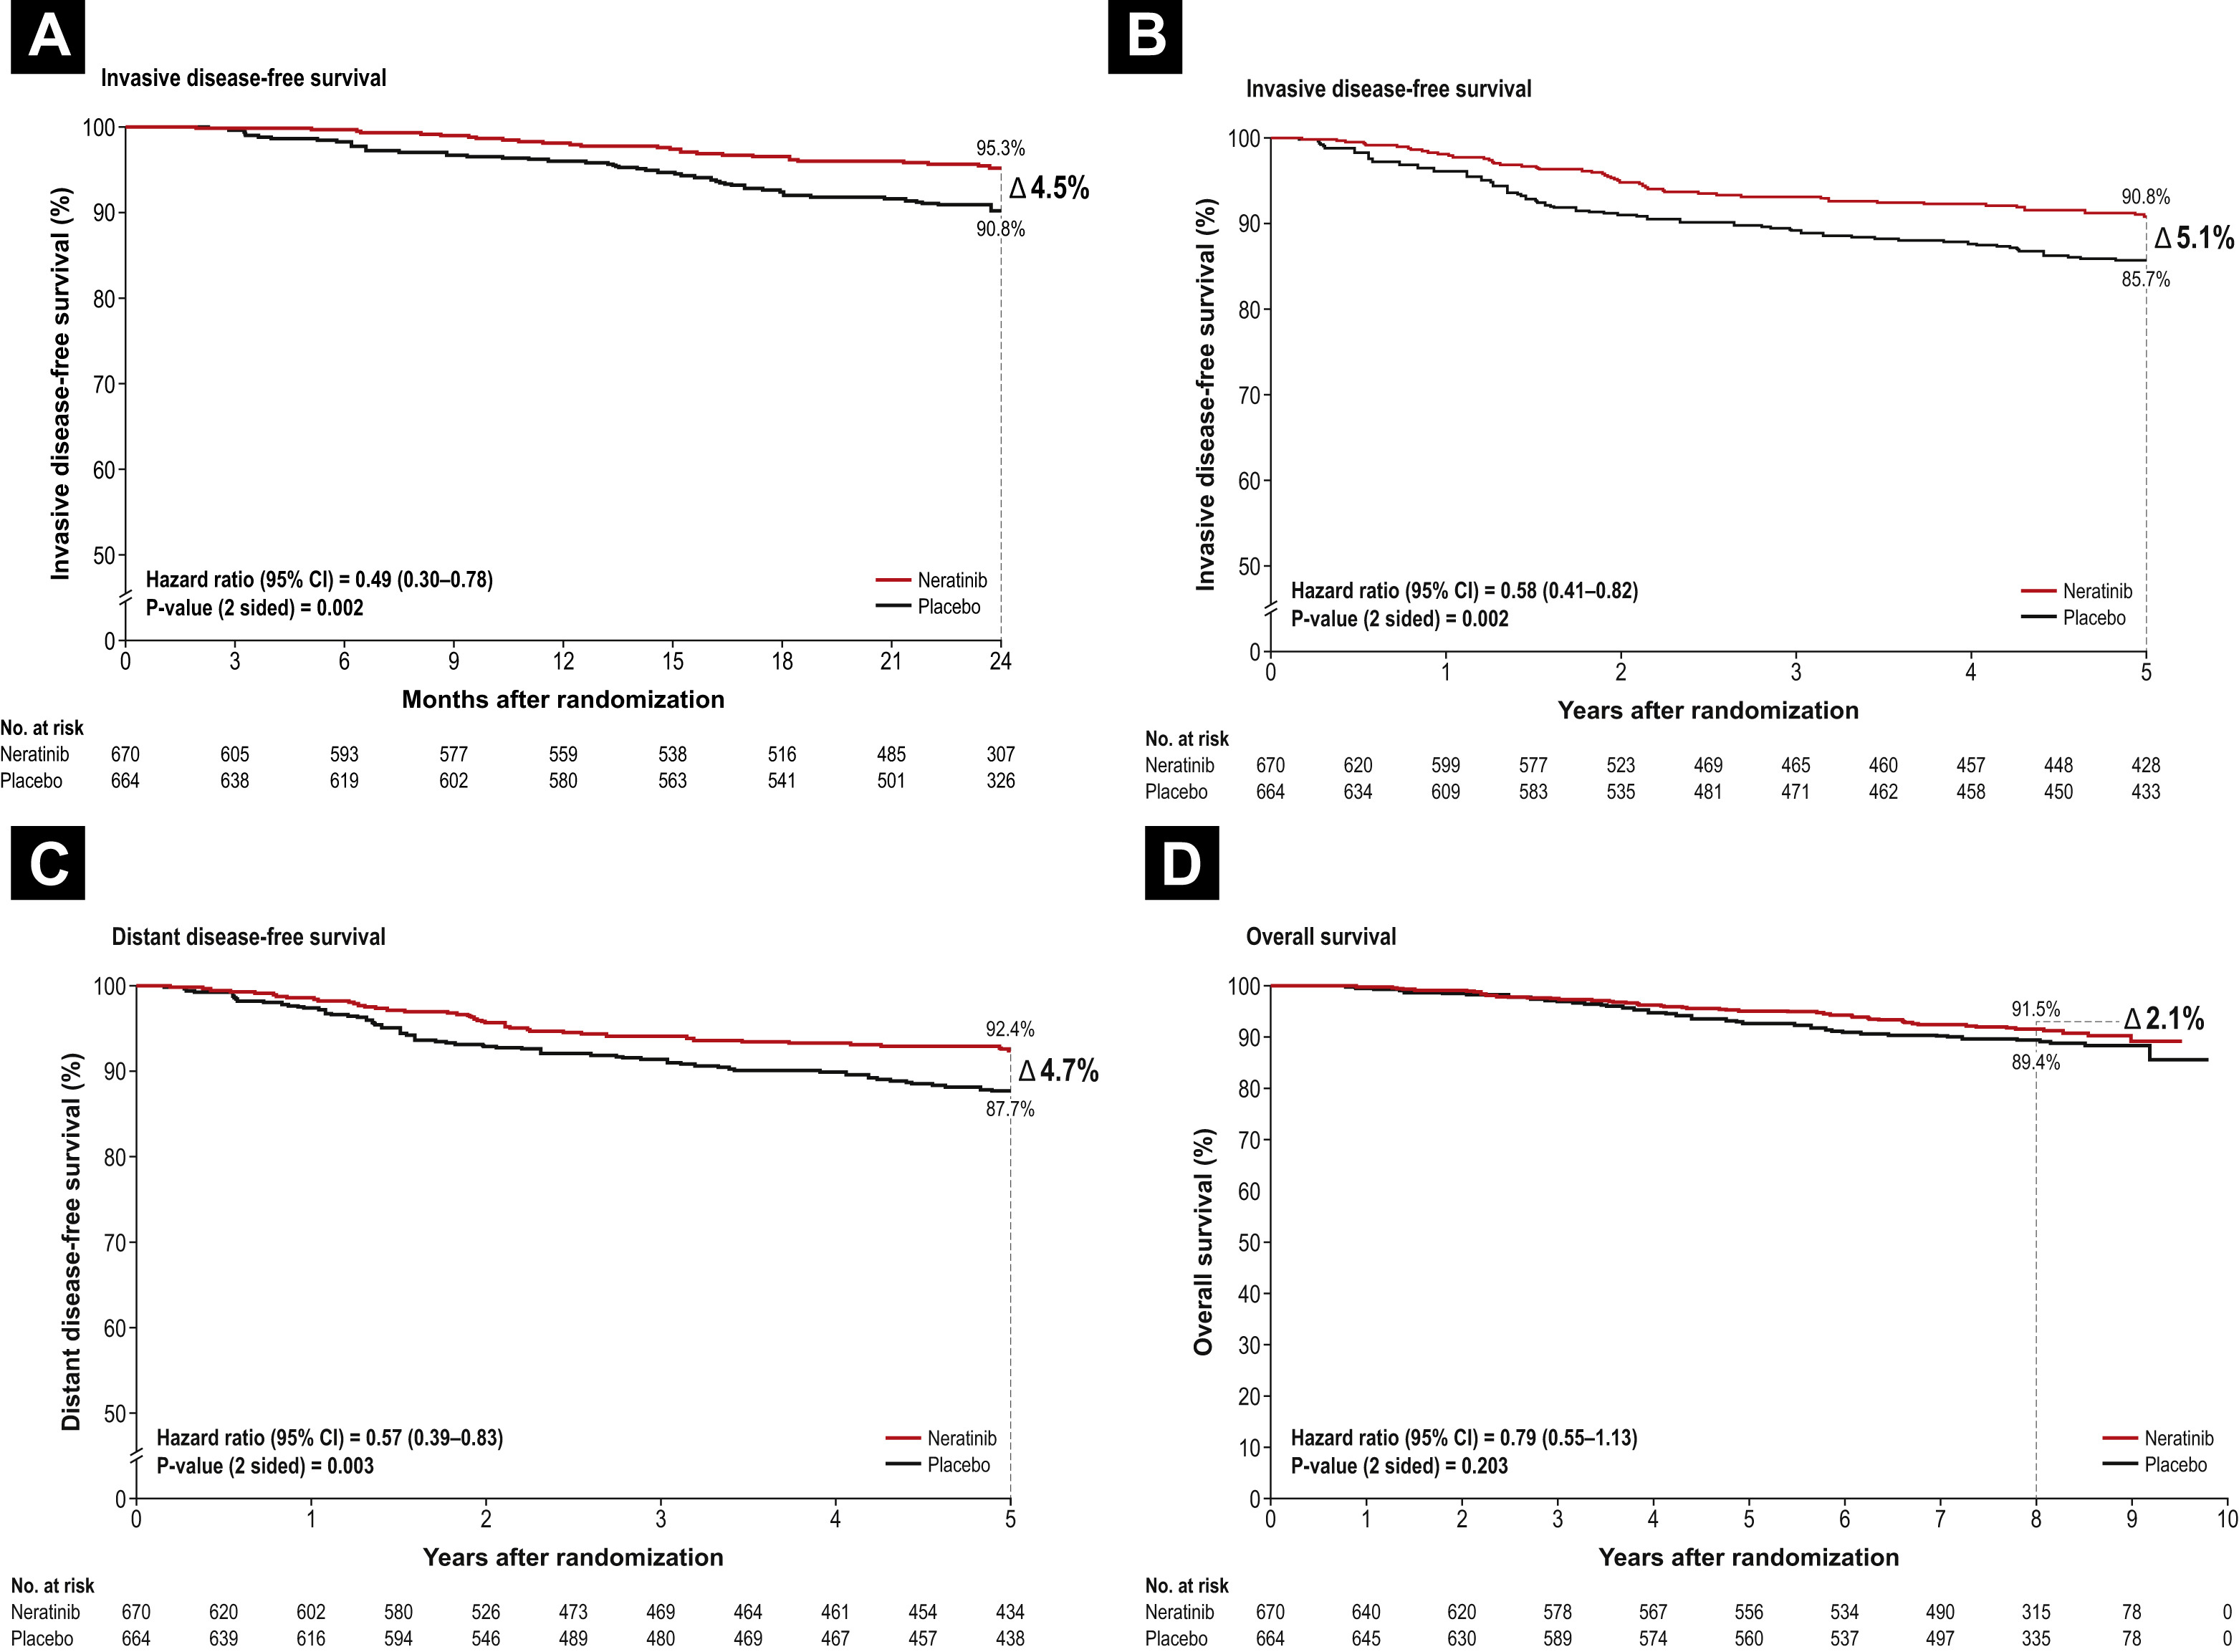 A
Invasive disease-free survival
Invasive disease-free survival (%)
100
90
80
70
60
50
0
95.3%
Δ 4.5%
90.8%
Hazard ratio (95% CI) = 0.49 (0.30–0.78)
P-value (2 sided) = 0.002
Neratinib
Placebo
0 3 6 9 12 15 18 21 24
Months after randomization
No. at risk
Neratinib 670 605 593 577 559 538 516 485 307
Placebo 664 638 619 602 580 563 541 501 326
B
Invasive disease-free survival
Invasive disease-free survival (%)
100
90
80
70
60
50
0
90.8%
Δ 5.1%
85.7%
Hazard ratio (95% CI) = 0.58 (0.41–0.82)
P-value (2 sided) = 0.002
Neratinib
Placebo
0 1 2 3 4 5
Years after randomization
No. at risk
Neratinib 670 620 599 577 523 469 465 460 457 448 428
Placebo 664 634 609 583 535 481 471 462 458 450 433
C
Distant disease-free survival
Distant disease-free survival (%)
100
90
80
70
60
50
0
92.4%
Δ 4.7%
87.7%
Hazard ratio (95% CI) = 0.57 (0.39–0.83)
P-value (2 sided) = 0.003
Neratinib
Placebo
0 1 2 3 4 5
Years after randomization
No. at risk
Neratinib 670 620 602 580 526 473 469 464 461 454 434
Placebo 664 639 616 594 546 489 480 469 467 457 438
D
Overall survival
Overall survival (%)
100
90
80
70
60
50
40
30
20
10
0
91.5%
Δ 2.1%
89.4%
Hazard ratio (95% CI) = 0.79 (0.55–1.13)
P-value (2 sided) = 0.203
Neratinib
Placebo
0 1 2 3 4 5 6 7 8 9 10
Years after randomization
No. at risk
Neratinib 670 640 620 578 567 556 534 490 315 78 0
Placebo 664 645 630 589 574 560 537 497 335 78 0